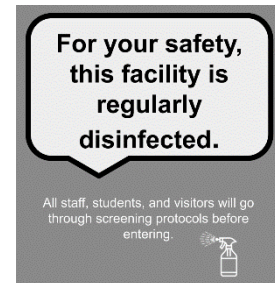 For your safety,
this facility is
regularly
disinfected.
All staff, students, and visitors will go
through screening protocols before
entering.